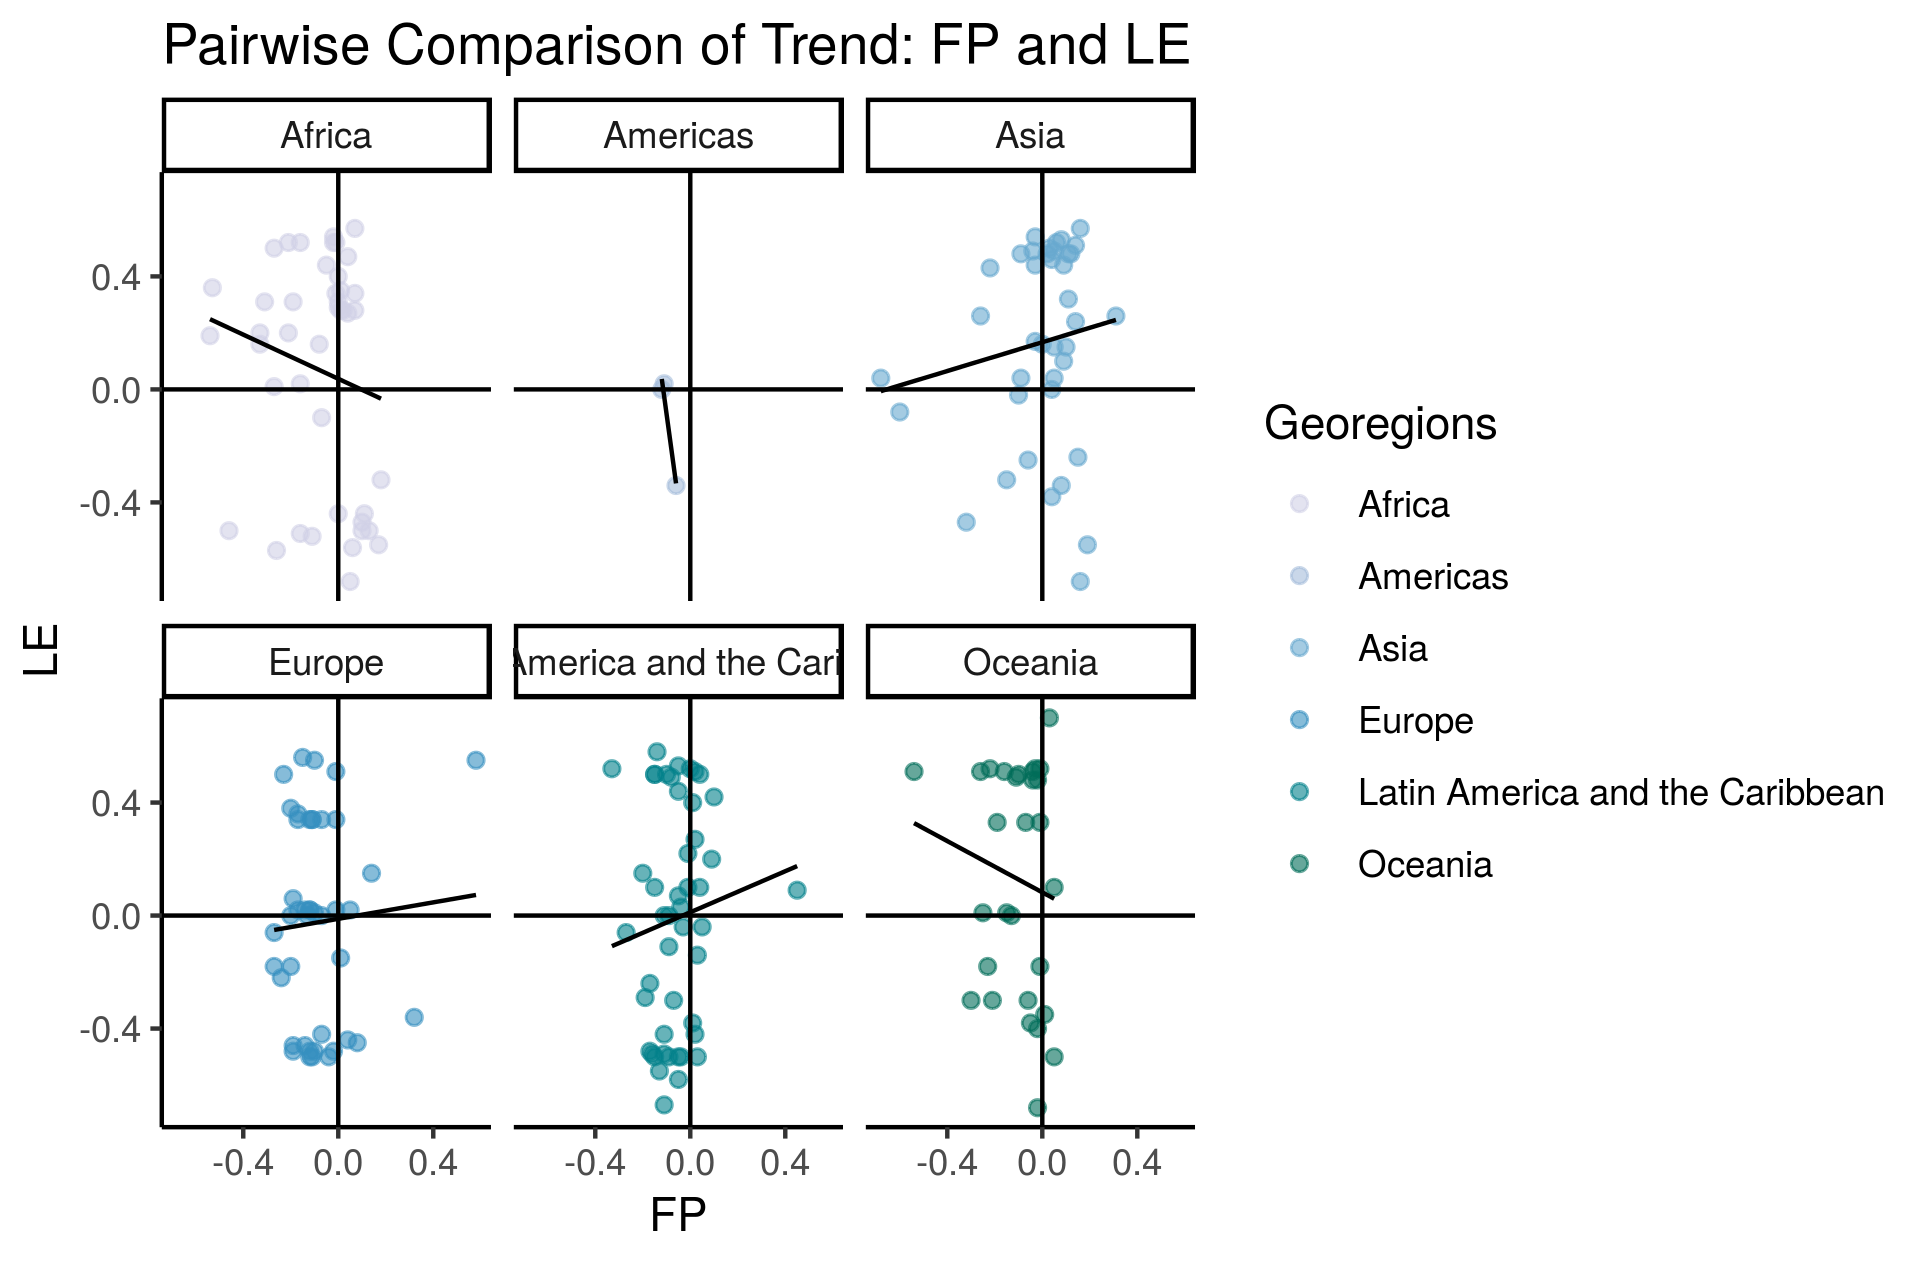 Pairwise Comparison of Trend: FP and LE
Africa
Americas
Asia
0.4
0.0
-0.4
LE
Europe
America and the Cari
Oceania
0.4
0.0
-0.4
-0.4 0.0 0.4
-0.4 0.0 0.4
-0.4 0.0 0.4
FP
Georegions
Africa
Americas
Asia
Europe
Latin America and the Caribbean
Oceania